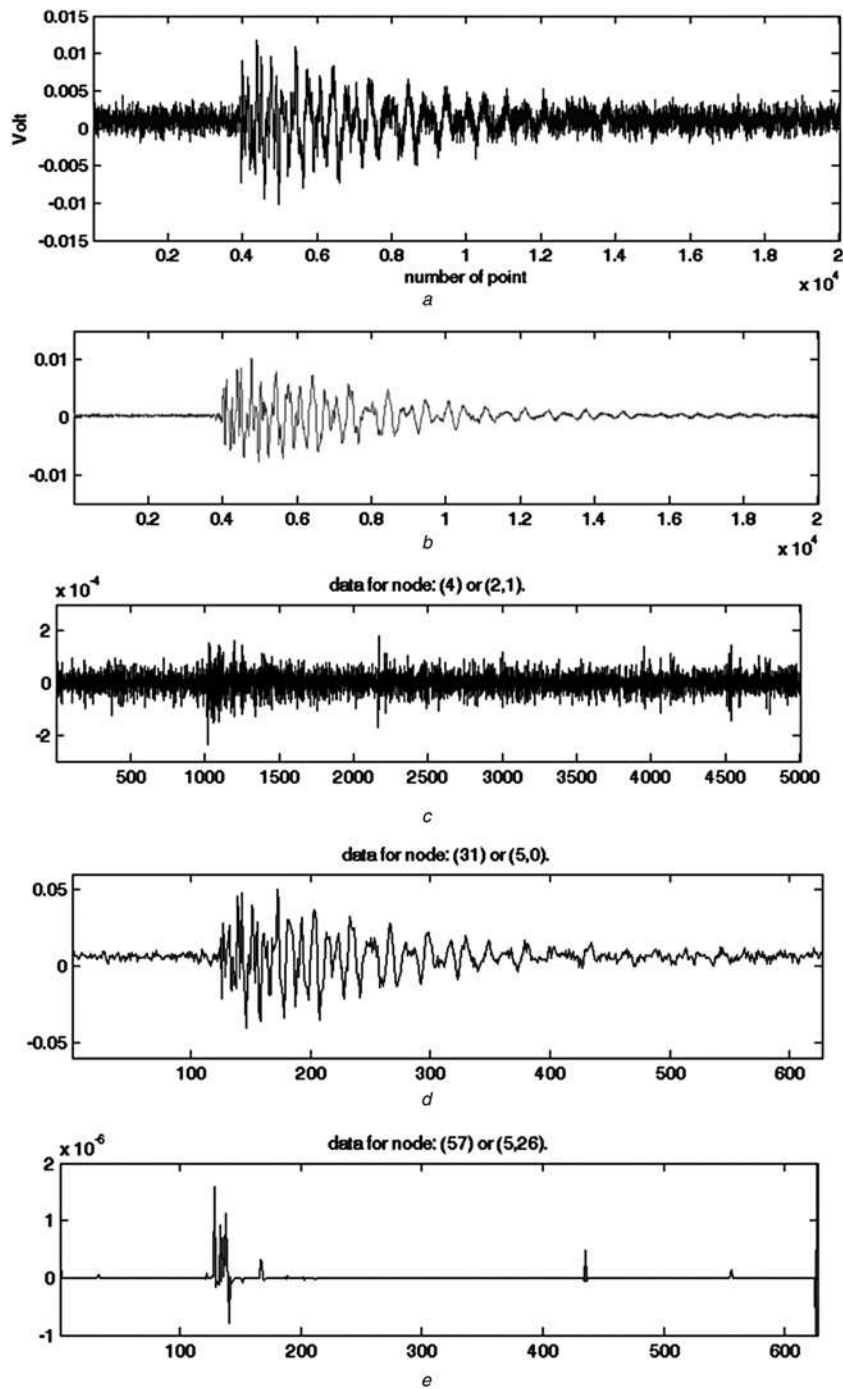 0.015
0.01
0.005
0
-0.005
-0.01
-0.015
Volt
0.2 0.4 0.6 0.8 1 1.2 1.4 1.6 1.8 2
number of point
x 10^4
a
0.01
0
-0.01
0.2 0.4 0.6 0.8 1 1.2 1.4 1.6 1.8 2
x 10^4
b
data for node: (4) or (2,1).
x 10^-4
2
0
-2
500 1000 1500 2000 2500 3000 3500 4000 4500 5000
c
data for node: (31) or (5,0).
0.05
0
-0.05
100 200 300 400 500 600
d
data for node: (57) or (5,26).
x 10^-6
2
1
0
-1
100 200 300 400 500 600
e